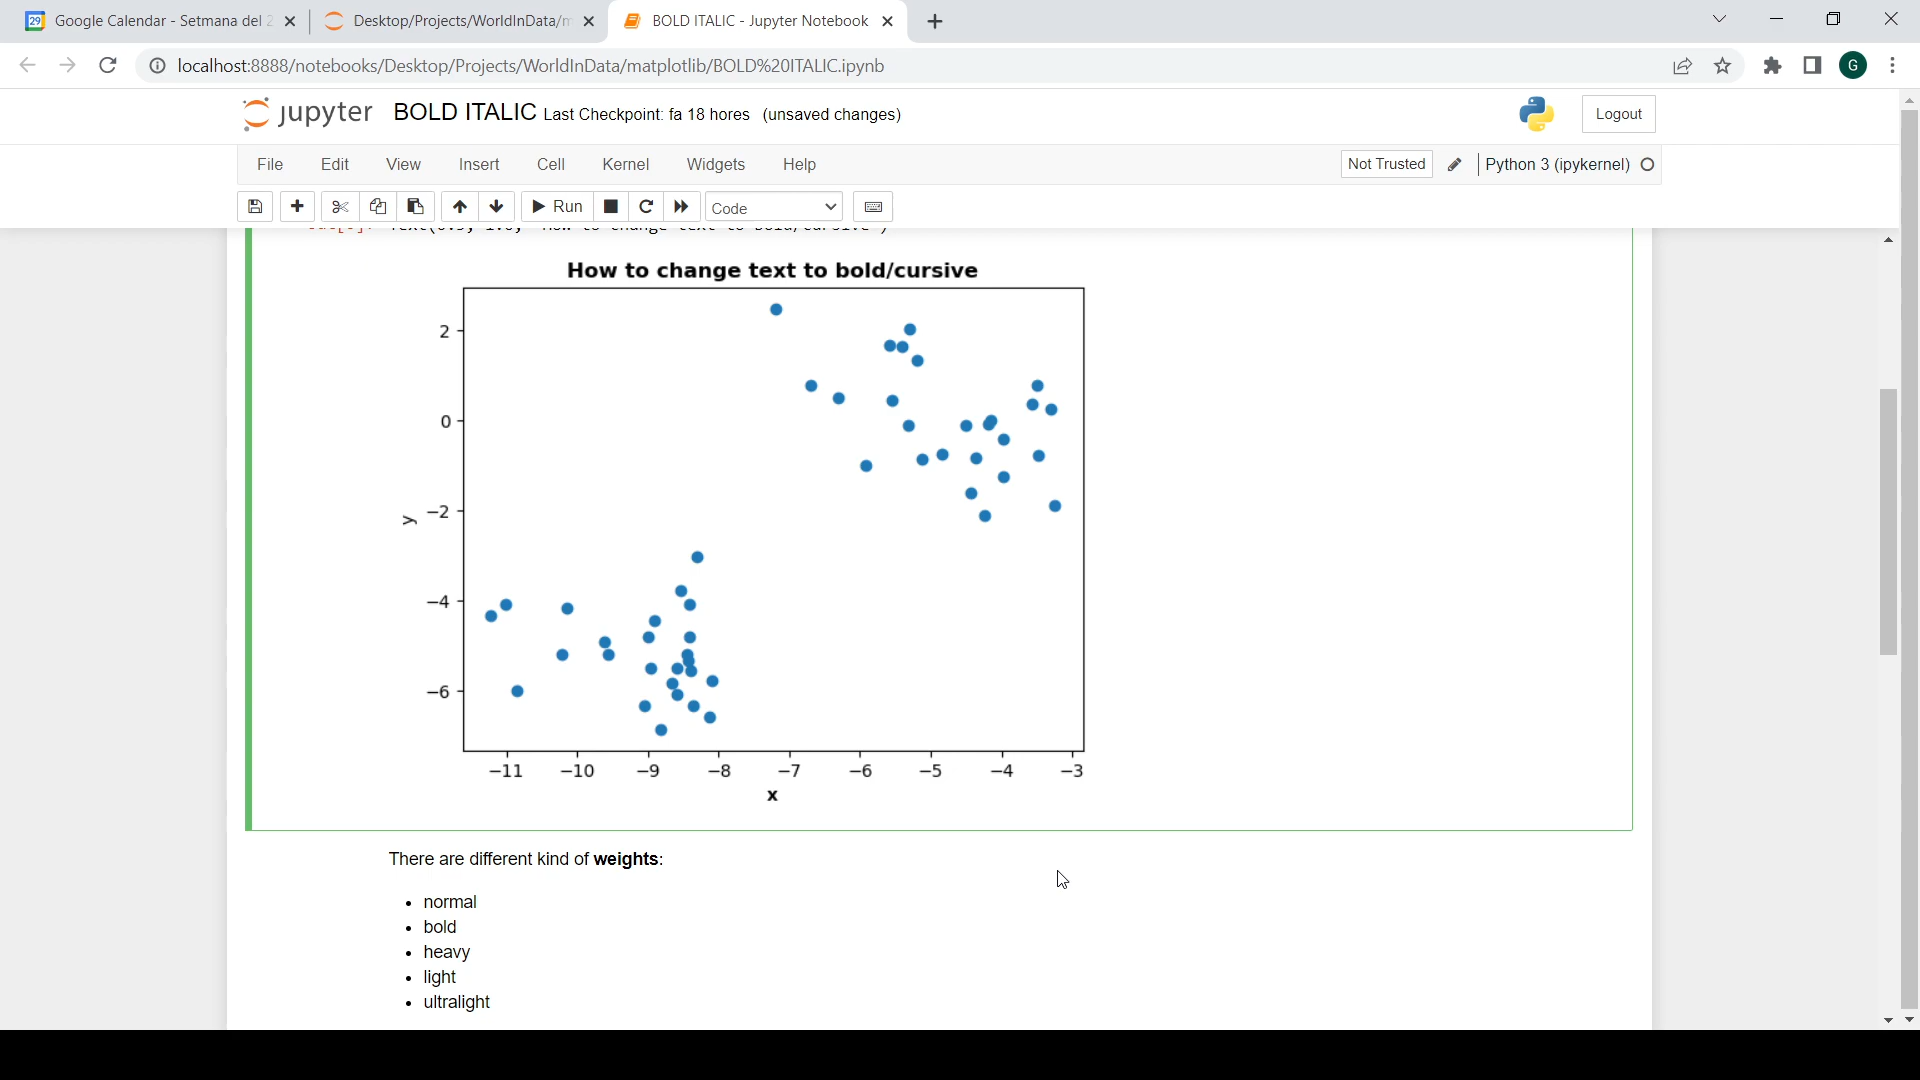 Google Calendar - Setmana del 2
Desktop/Projects/WorldInData/m
BOLD ITALIC - Jupyter Notebook
localhost:8888/notebooks/Desktop/Projects/WorldInData/matplotlib/BOLD%20ITALIC.ipynb
G
jupyter BOLD ITALIC Last Checkpoint: fa 18 hores (unsaved changes)
Logout
File Edit View Insert Cell Kernel Widgets Help
Not Trusted Python 3 (ipykernel)
Run Code
How to change text to bold/cursive
2
0
−2
−4
−6
y
−11 −10 −9 −8 −7 −6 −5 −4 −3
x
There are different kind of weights:
• normal
• bold
• heavy
• light
• ultralight